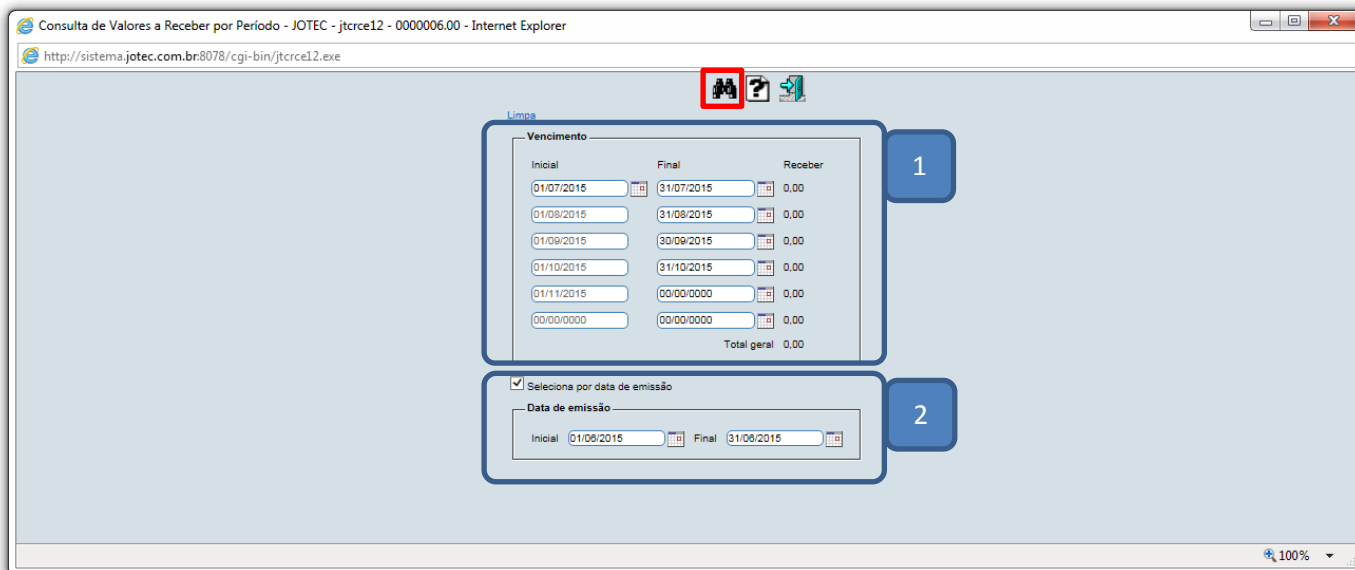 Consulta de Valores a Receber por Período - JOTEC - jtcrce12 - 0000006.00 - Internet Explorer
http://sistema.jotec.com.br:8078/cgi-bin/jtcrce12.exe
Limpa
Vencimento
Inicial Final Receber
01/07/2015 31/07/2015 0,00
01/08/2015 31/08/2015 0,00
01/09/2015 30/09/2015 0,00
01/10/2015 31/10/2015 0,00
01/11/2015 00/00/0000 0,00
00/00/0000 00/00/0000 0,00
Total geral 0,00
1
Seleciona por data de emissão
Data de emissão
Inicial 01/06/2015 Final 31/06/2015
2
100%